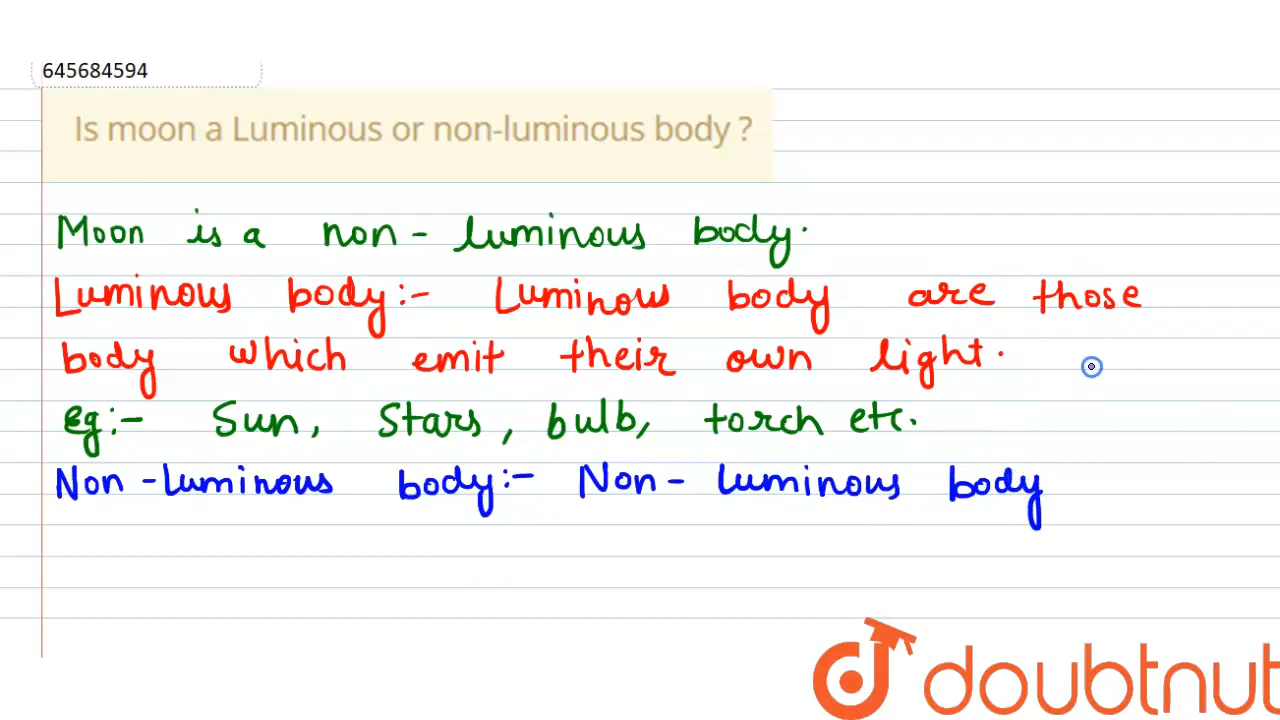 645684594
Is moon a Luminous or non-luminous body ?
Moon is a non - luminous body.
Luminous body :- Luminous body are those
body which emit their own light.
Eg :- Sun, Stars, bulb, torch etc.
Non - luminous body :- Non - luminous body
doubtnut